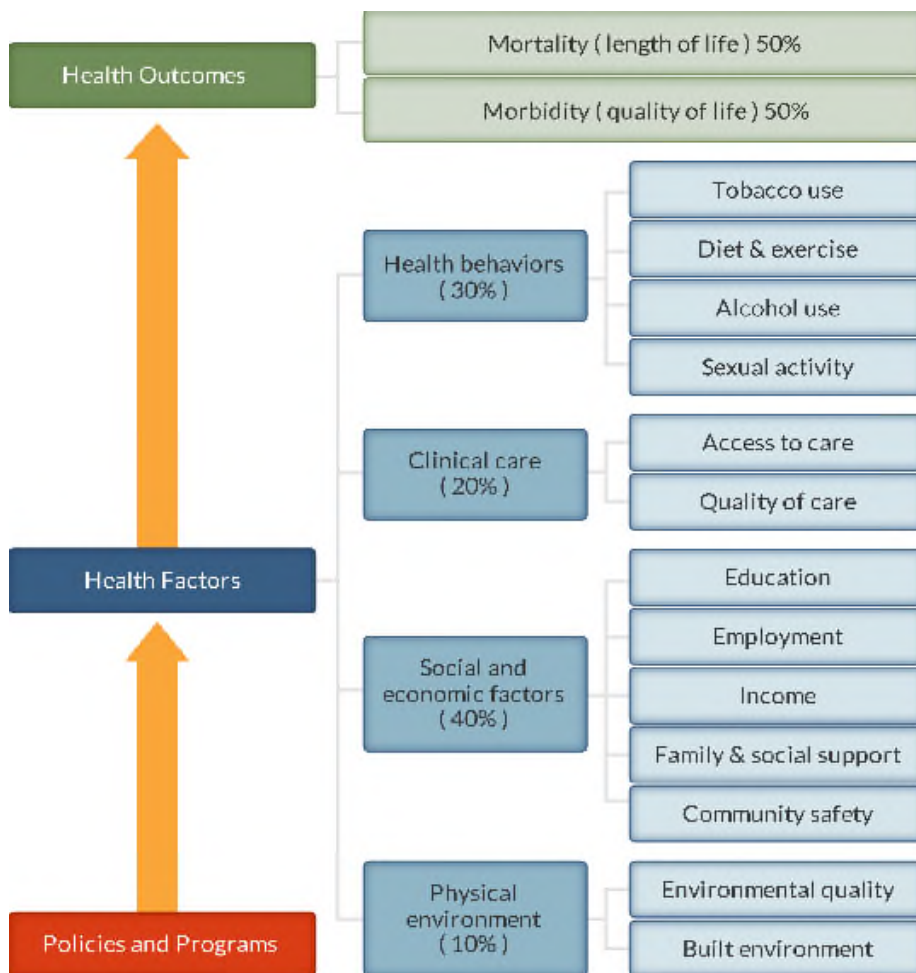 Health Outcomes
Mortality ( length of life ) 50%
Morbidity ( quality of life ) 50%
Health Factors
Health behaviors
( 30% )
Tobacco use
Diet & exercise
Alcohol use
Sexual activity
Clinical care
( 20% )
Access to care
Quality of care
Social and
economic factors
( 40% )
Education
Employment
Income
Family & social support
Community safety
Physical
environment
( 10% )
Environmental quality
Built environment
Policies and Programs